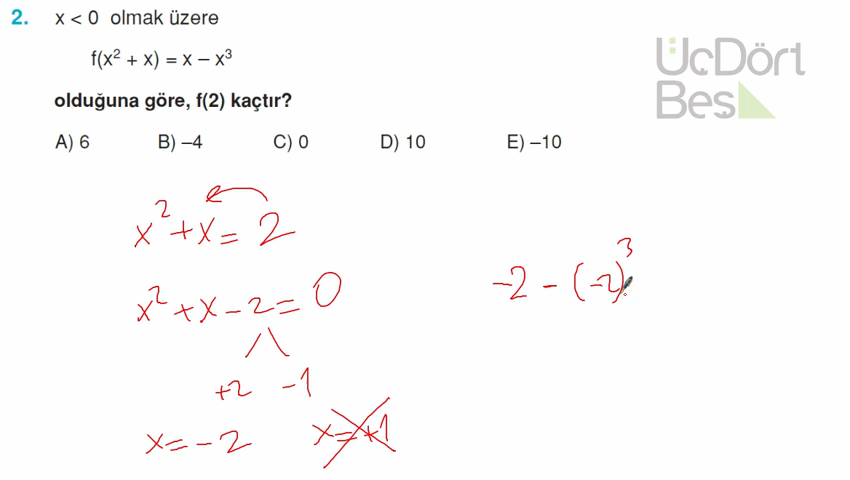 2. x < 0 olmak üzere
f(x² + x) = x – x³
olduğuna göre, f(2) kaçtır?
A) 6 B) –4 C) 0 D) 10 E) –10
ÜçDört
Beş
x² + x = 2
x² + x - 2 = 0
+2 -1
x = -2 x = +1
-2 - (-2)³